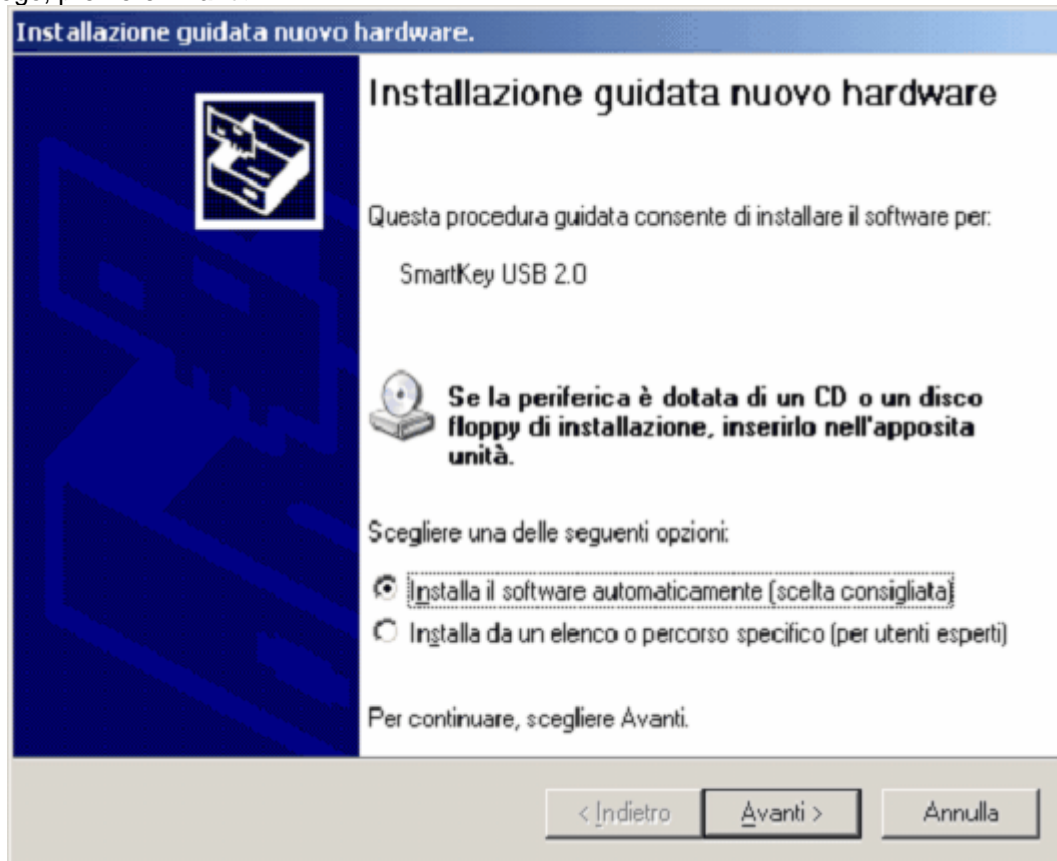 Installazione guidata nuovo hardware.
Installazione guidata nuovo hardware
Questa procedura guidata consente di installare il software per:
SmartKey USB 2.0
Se la periferica è dotata di un CD o un disco
floppy di installazione, inserirlo nell'apposita
unità.
Scegliere una delle seguenti opzioni:
Installa il software automaticamente (scelta consigliata)
Installa da un elenco o percorso specifico (per utenti esperti)
Per continuare, scegliere Avanti.
< Indietro
Avanti >
Annulla